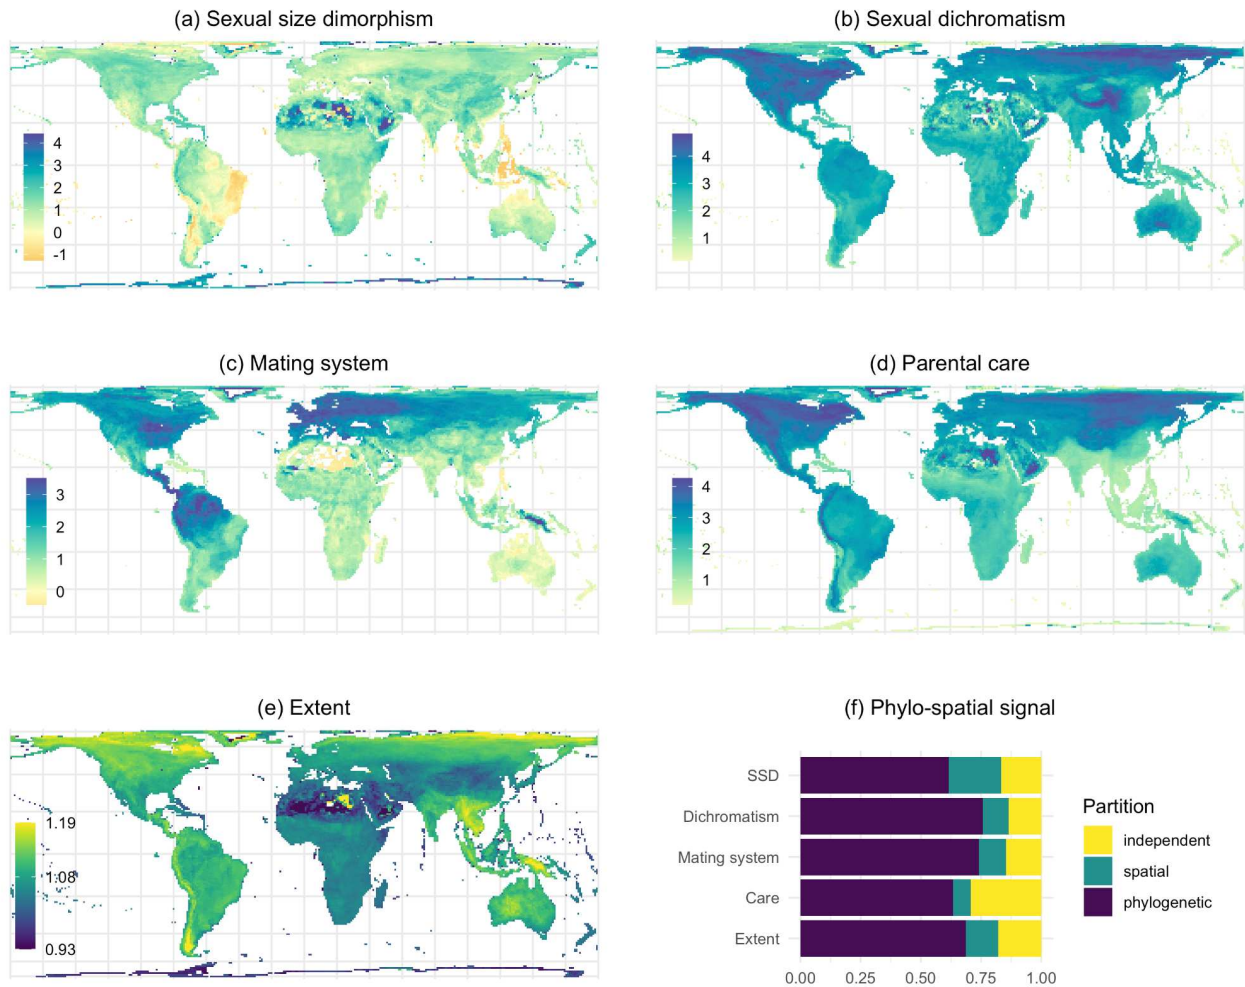 (a) Sexual size dimorphism
4
3
2
1
0
-1
(b) Sexual dichromatism
4
3
2
1
(c) Mating system
3
2
1
0
(d) Parental care
4
3
2
1
(e) Extent
1.19
1.08
0.93
(f) Phylo-spatial signal
SSD
Dichromatism
Mating system
Care
Extent
0.00 0.25 0.50 0.75 1.00
Partition
independent
spatial
phylogenetic